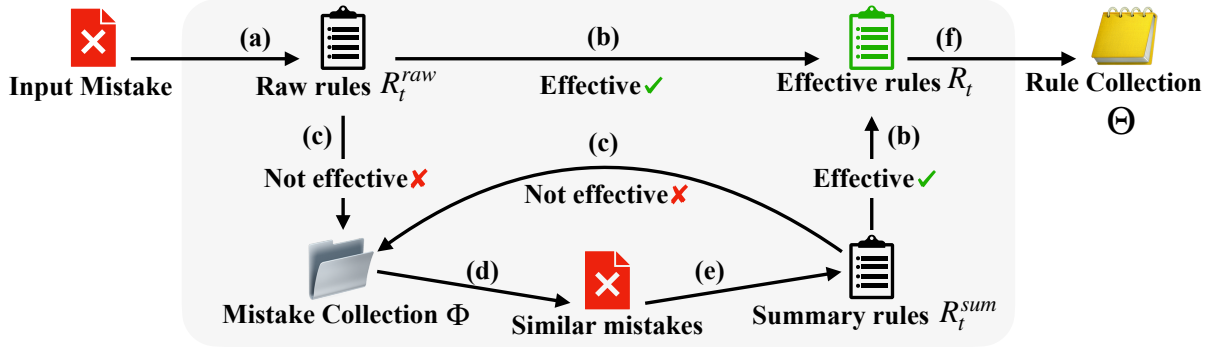 (a)
(b)
(f)
Input Mistake
Raw rules R_t^{raw}
Effective ✓
Effective rules R_t
Rule Collection
Θ
(c)
(c)
(b)
Not effective ✘
Not effective ✘
Effective ✓
(d)
(e)
Mistake Collection Φ
Similar mistakes
Summary rules R_t^{sum}